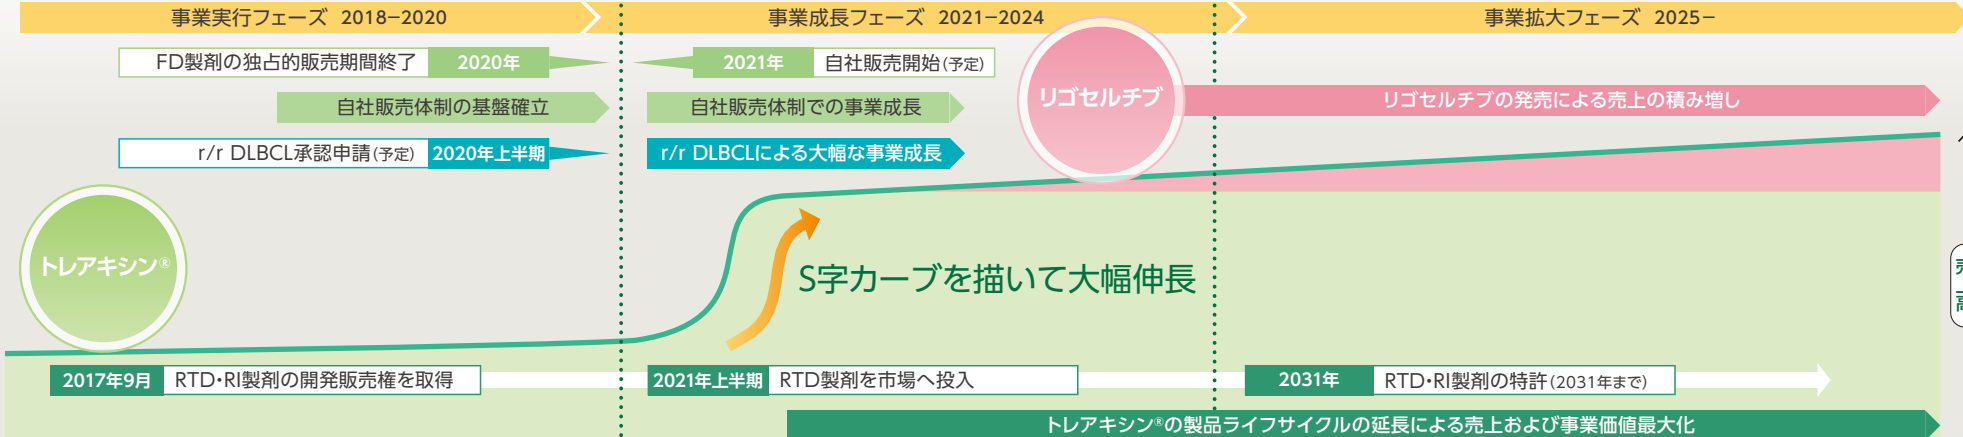 事業実行フェーズ 2018−2020
事業成長フェーズ 2021−2024
事業拡大フェーズ 2025−
FD製剤の独占的販売期間終了 2020年
2021年 自社販売開始(予定)
自社販売体制の基盤確立
自社販売体制での事業成長
リゴセルチブ
リゴセルチブの発売による売上の積み増し
r/r DLBCL承認申請(予定) 2020年上半期
r/r DLBCLによる大幅な事業成長
トレアキシン®
S字カーブを描いて大幅伸長
2017年9月 RTD・RI製剤の開発販売権を取得
2021年上半期 RTD製剤を市場へ投入
2031年 RTD・RI製剤の特許(2031年まで)
トレアキシン®の製品ライフサイクルの延長による売上および事業価値最大化